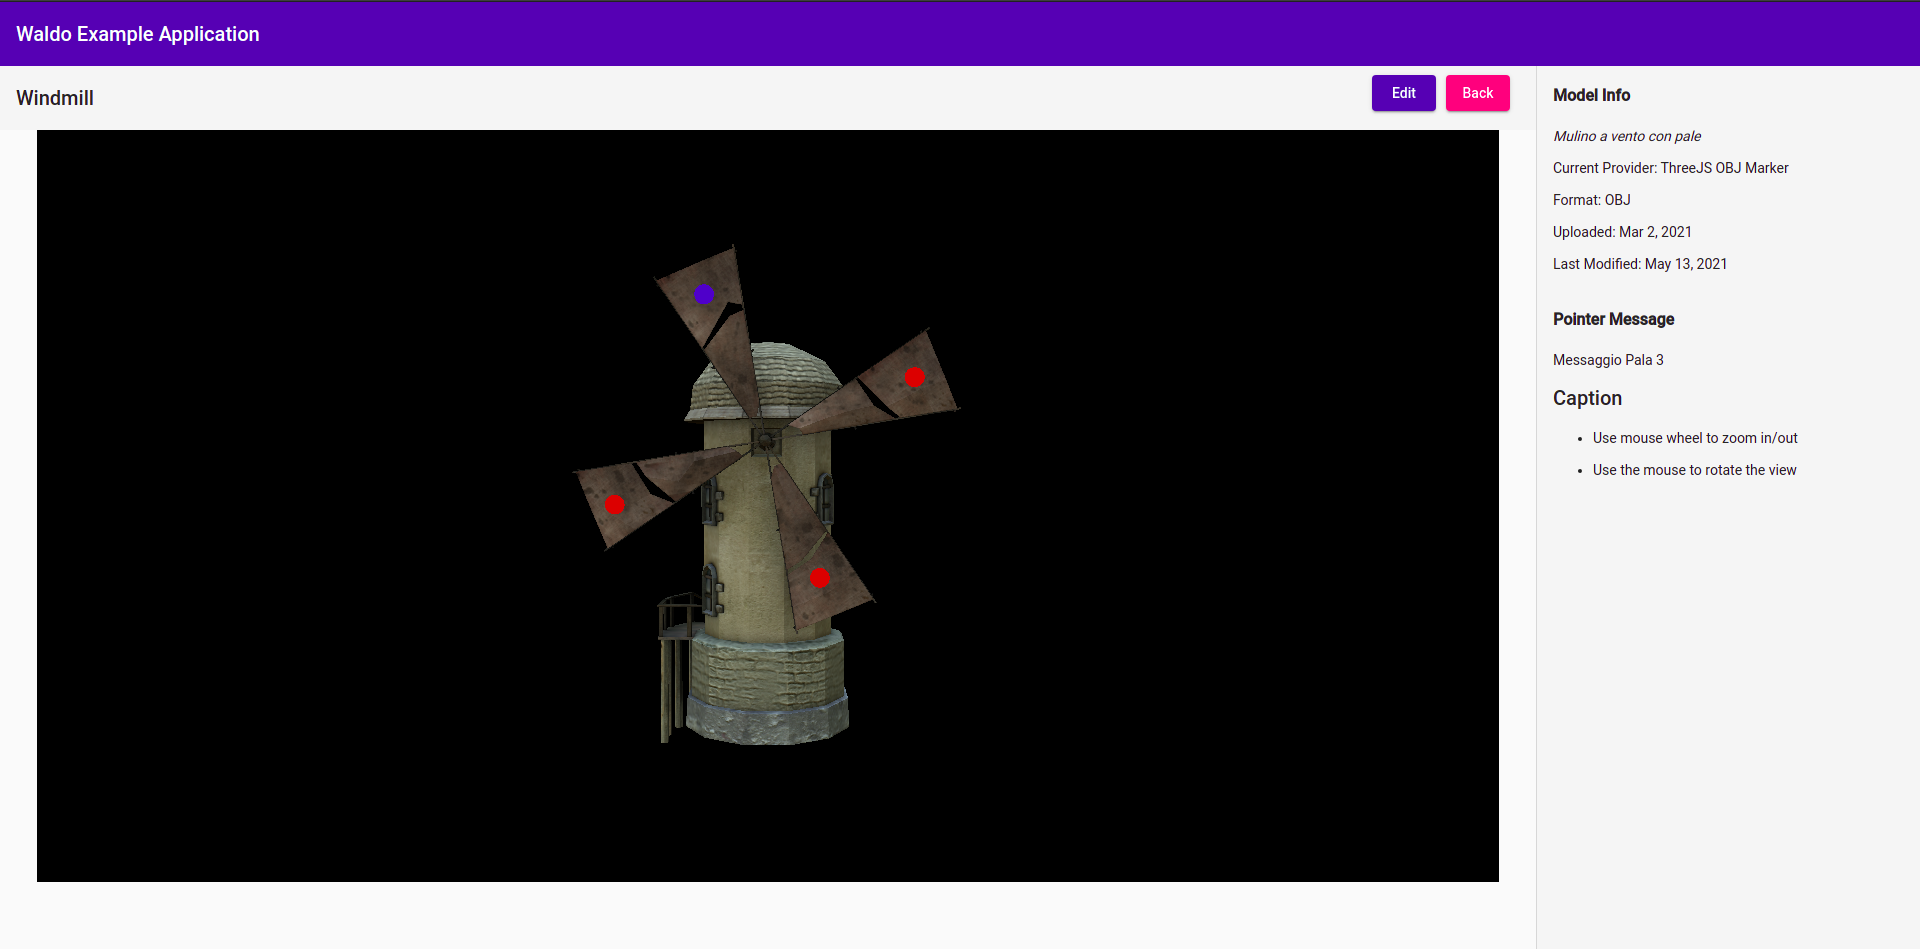 Waldo Example Application
Windmill
Edit
Back
Model Info
Mulino a vento con pale
Current Provider: ThreeJS OBJ Marker
Format: OBJ
Uploaded: Mar 2, 2021
Last Modified: May 13, 2021
Pointer Message
Messaggio Pala 3
Caption
• Use mouse wheel to zoom in/out
• Use the mouse to rotate the view